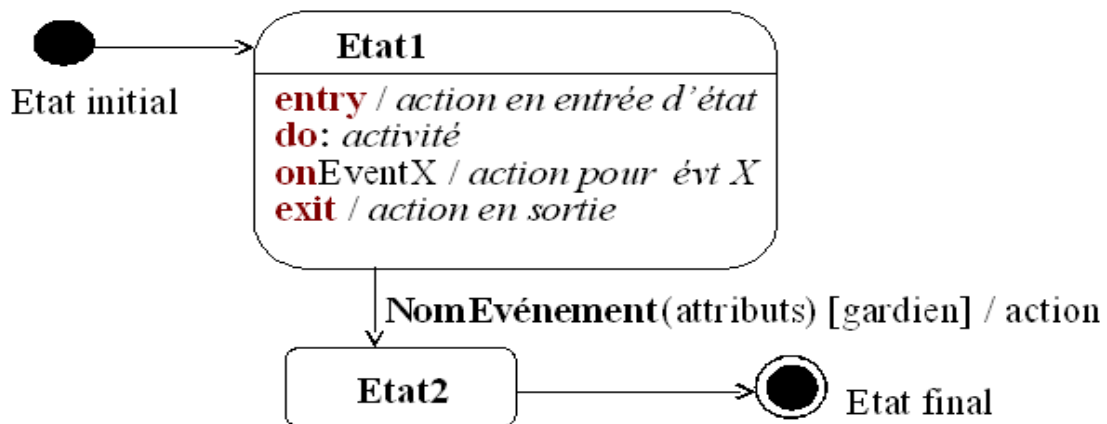 Etat1
Etat initial
entry / action en entrée d'état
do: activité
onEventX / action pour évt X
exit / action en sortie
NomEvénement(attributs) [gardien] / action
Etat2
Etat final